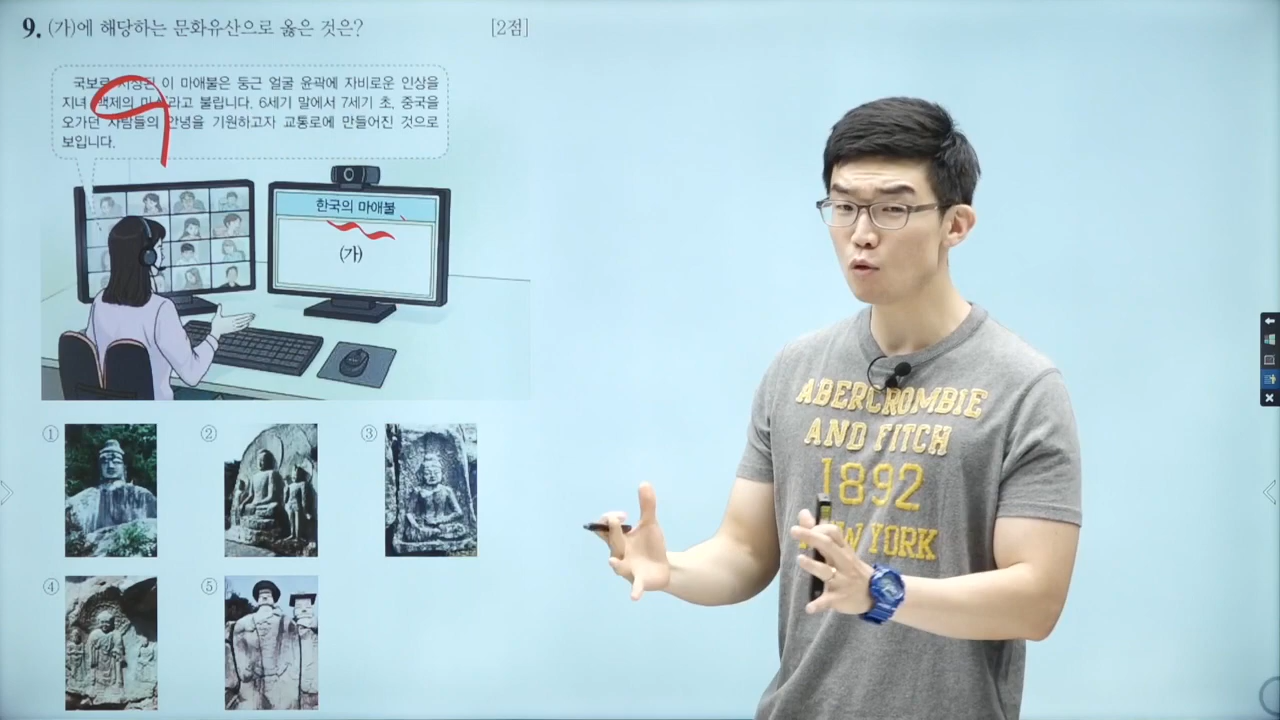 9. (가)에 해당하는 문화유산으로 옳은 것은? [2점]
국보로 지정된 이 마애불은 둥근 얼굴 윤곽에 자비로운 인상을
지녀 '백제의 미소'라고 불립니다. 6세기 말에서 7세기 초, 중국을
오가던 사람들의 안녕을 기원하고자 교통로에 만들어진 것으로
보입니다.
한국의 마애불
(가)
①
②
③
④
⑤
ABERCROMBIE
AND FITCH
1892
NEW YORK